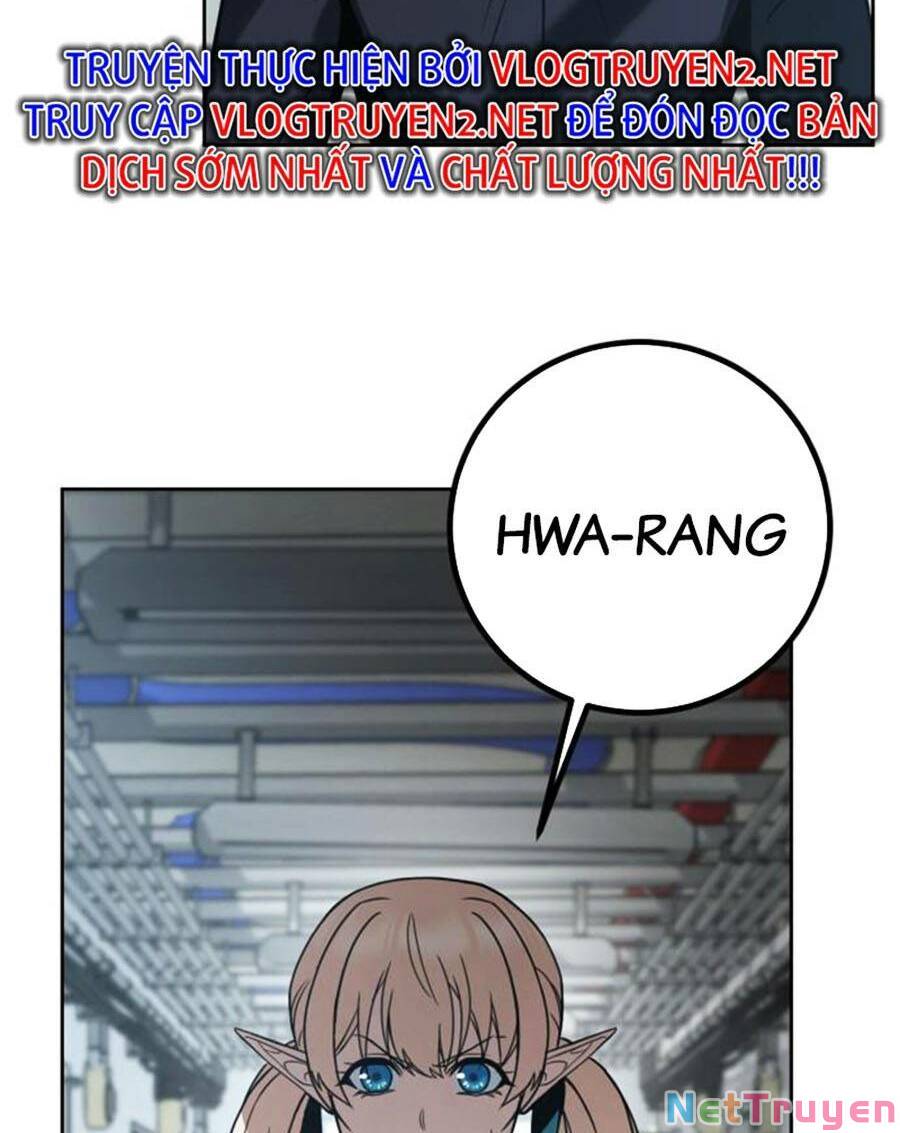 TRUYỆN THỰC HIỆN BỞI VLOGTRUYEN2.NET
TRUY CẬP VLOGTRUYEN2.NET ĐỂ ĐÓN ĐỌC BẢN
DỊCH SỚM NHẤT VÀ CHẤT LƯỢNG NHẤT!!!
HWA-RANG
NetTruyen